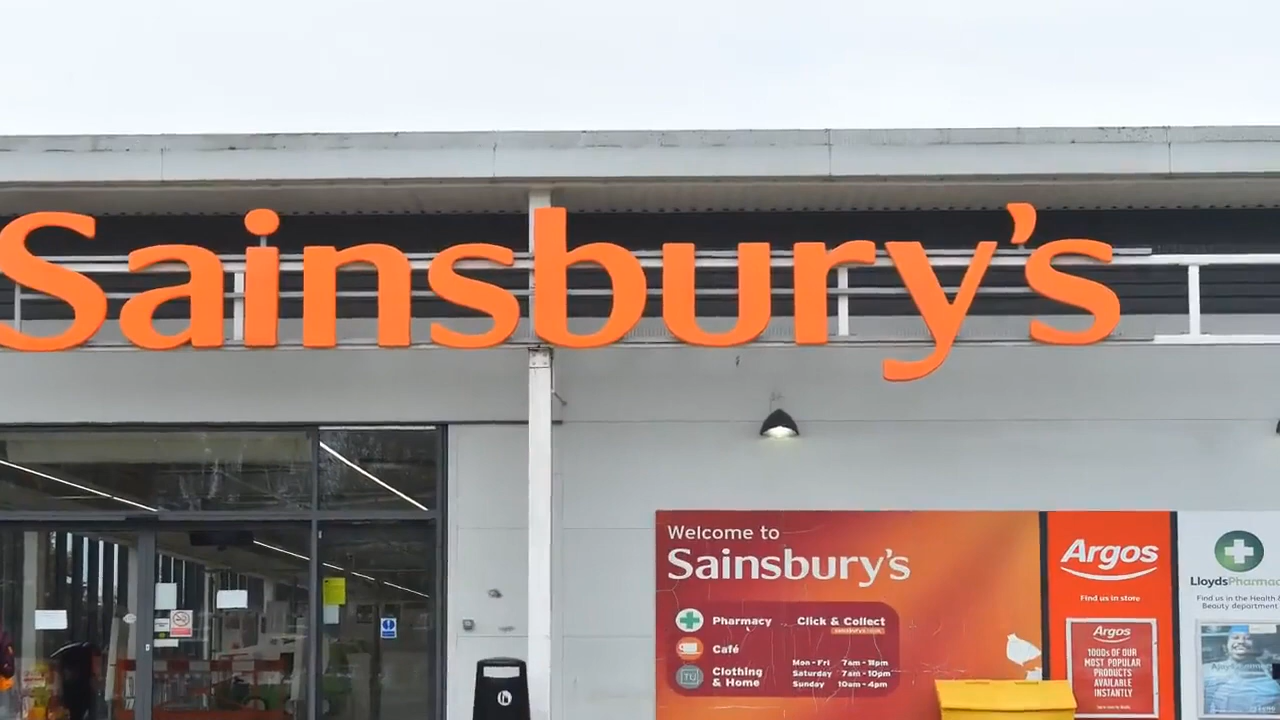 Sainsbury's
Welcome to
Sainsbury's
Pharmacy
Click & Collect
Café
Clothing
& Home
Mon - Fri 7am - 11pm
Saturday 7am - 10pm
Sunday 10am - 4pm
Argos
Find us in store
Argos
1000s OF OUR
MOST POPULAR
PRODUCTS
AVAILABLE
INSTANTLY
LloydsPharmac
Find us in the Health &
Beauty department
TU